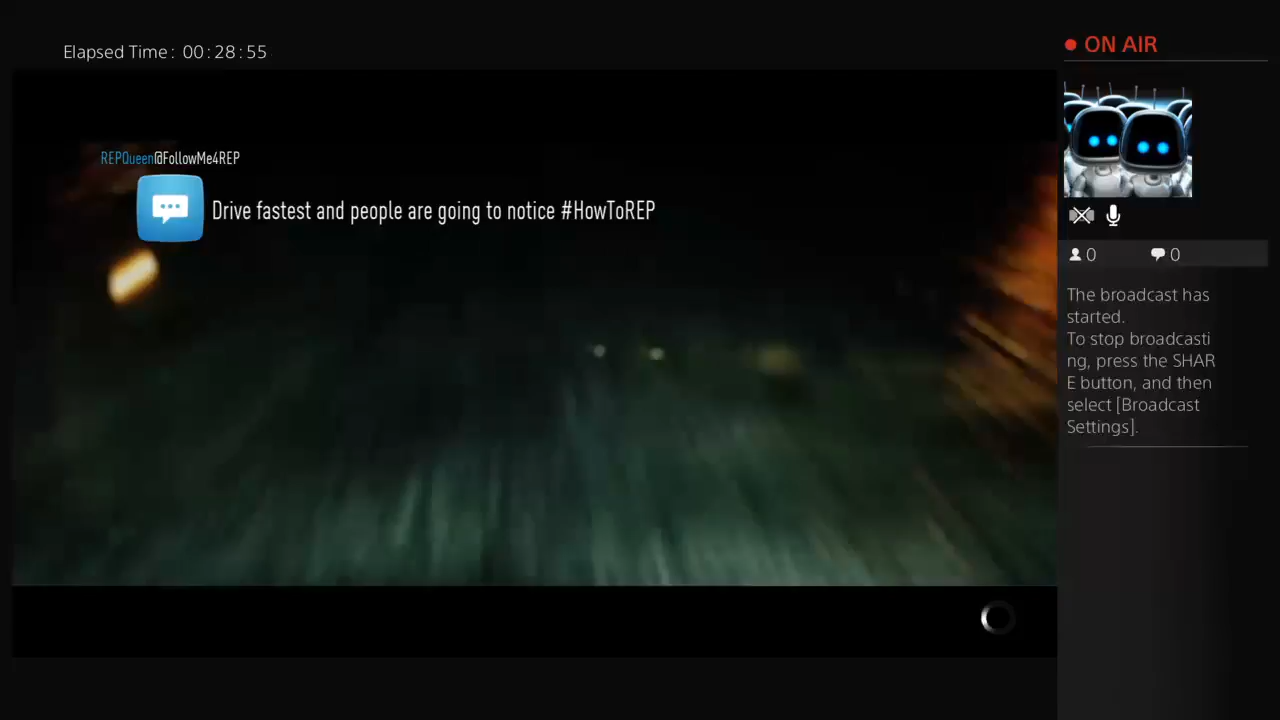 Elapsed Time: 00:28:55
ON AIR
REPQueen@FollowMe4REP
Drive fastest and people are going to notice #HowToREP
0 0
The broadcast has
started.
To stop broadcasti
ng, press the SHAR
E button, and then
select [Broadcast
Settings].